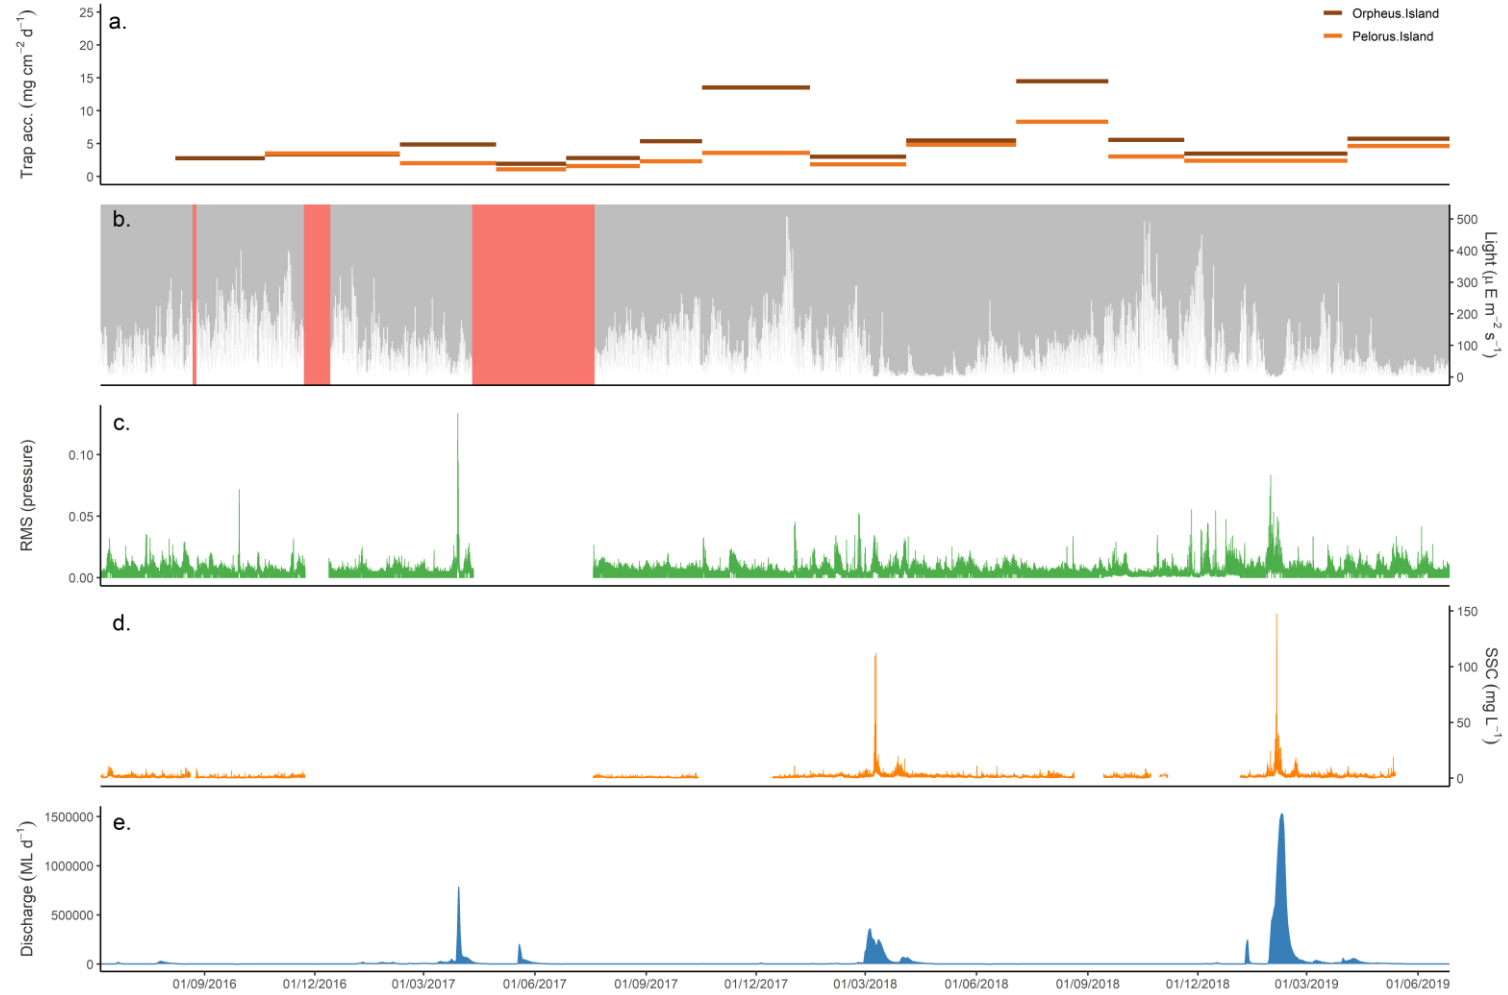 a.
Trap acc. (mg cm⁻² d⁻¹)
25
20
15
10
5
0
Orpheus.Island
Pelorus.Island
b.
500
400
300
200
100
0
Light (μ E m⁻² s⁻¹)
c.
RMS (pressure)
0.10
0.05
0.00
d.
150
100
50
0
SSC (mg L⁻¹)
e.
Discharge (ML d⁻¹)
1500000
1000000
500000
0
01/09/2016 01/12/2016 01/03/2017 01/06/2017 01/09/2017 01/12/2017 01/03/2018 01/06/2018 01/09/2018 01/12/2018 01/03/2019 01/06/2019